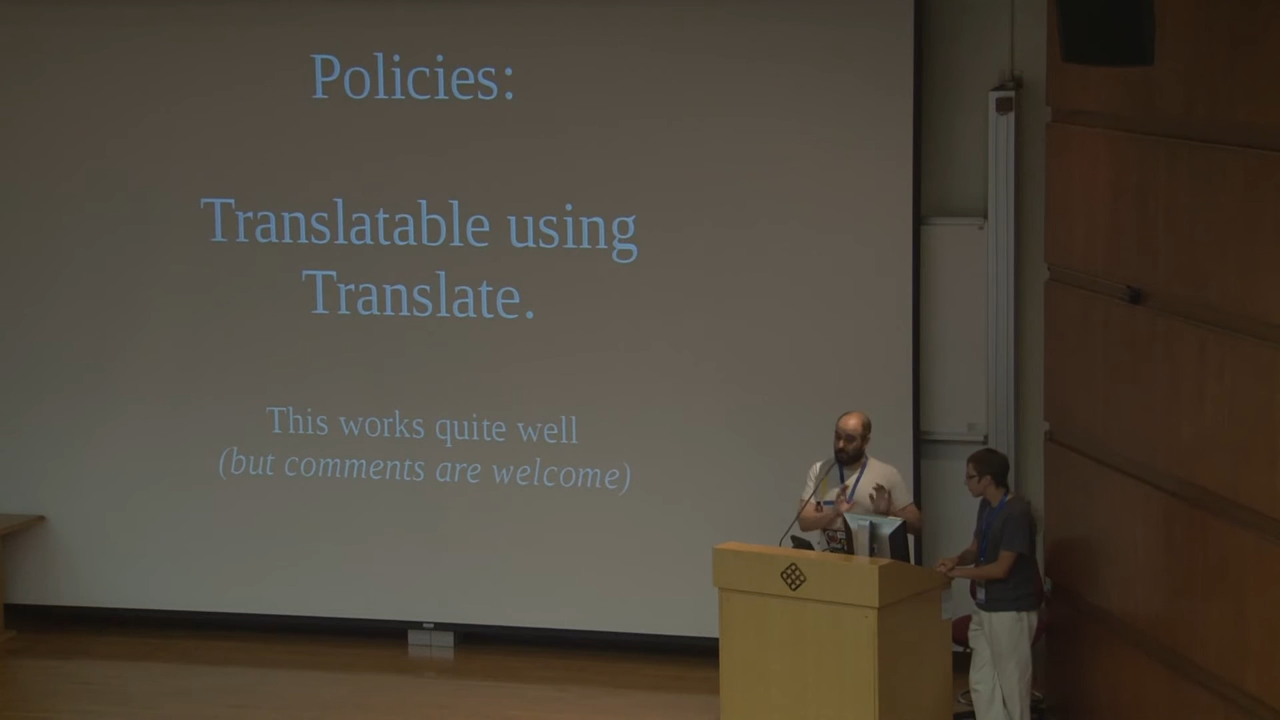 Policies:
Translatable using
Translate.
This works quite well
(but comments are welcome)